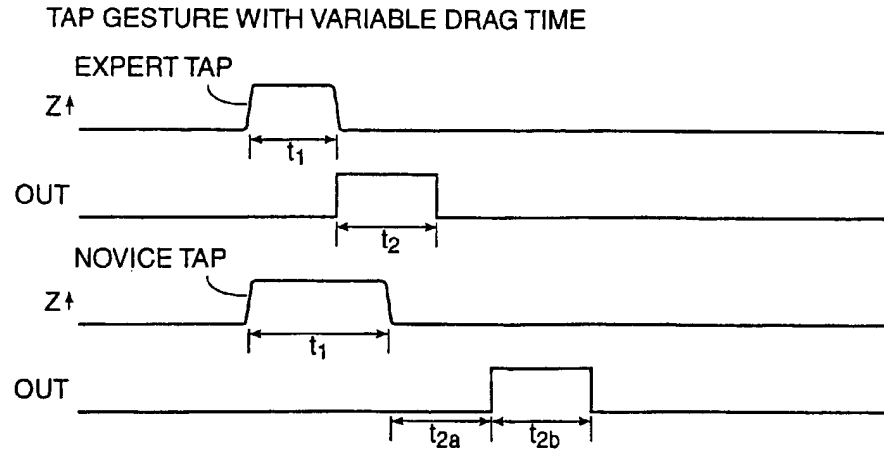 TAP GESTURE WITH VARIABLE DRAG TIME
EXPERT TAP
Z↑
t1
OUT
t2
NOVICE TAP
Z↑
t1
OUT
t2a
t2b